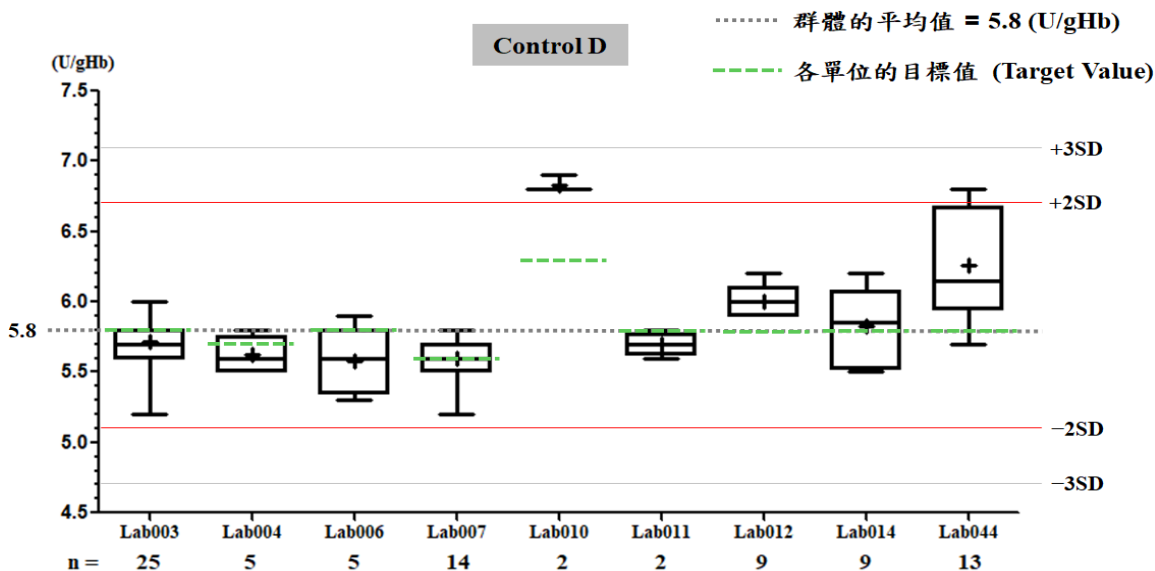 群體的平均值 = 5.8 (U/gHb)
Control D
各單位的目標值 (Target Value)
(U/gHb)
7.5
+3SD
7.0
+2SD
6.5
6.0
5.8
5.5
−2SD
5.0
−3SD
4.5
Lab003 Lab004 Lab006 Lab007 Lab010 Lab011 Lab012 Lab014 Lab044
n = 25 5 5 14 2 2 9 9 13